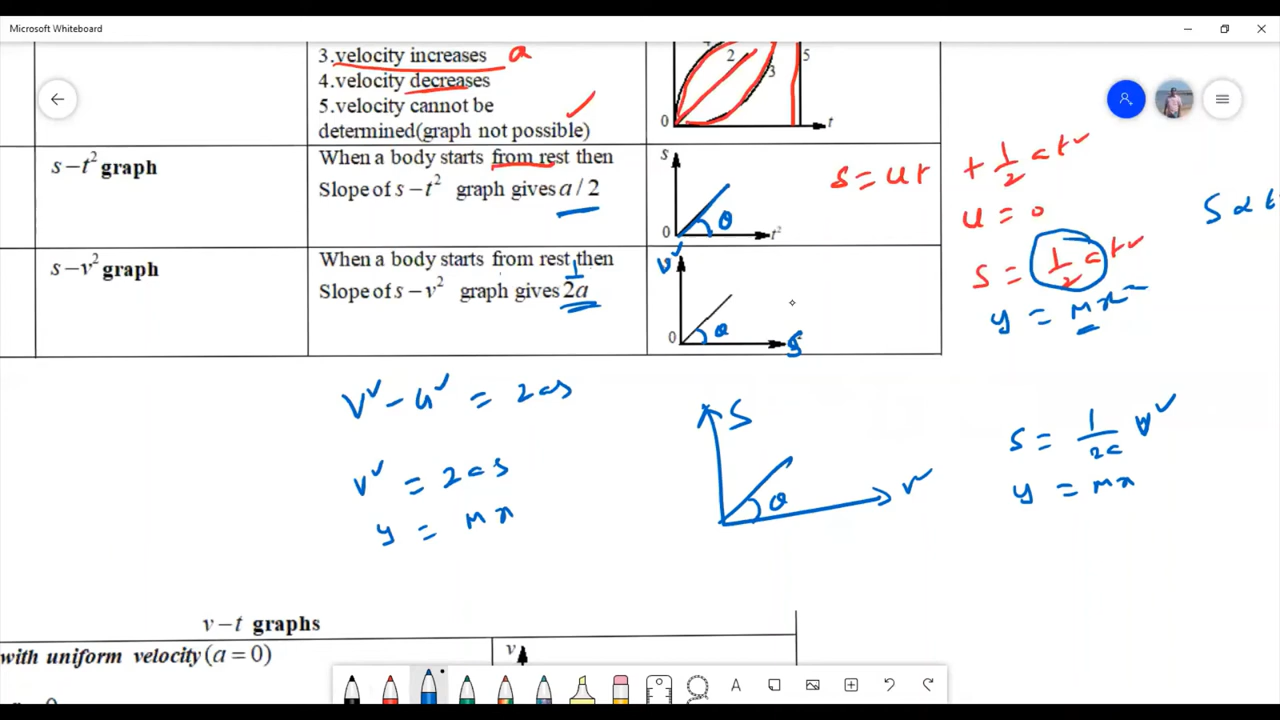 Microsoft Whiteboard
3.velocity increases a
4.velocity decreases
5.velocity cannot be
determined(graph not possible)
2
3
5
0
t
s – t² graph
When a body starts from rest then
Slope of s – t² graph gives a / 2
s
0
θ
t²
S = ut + 1/2 at²
u = 0
S = 1/2 at²
y = mx
S ∝ t
s – v² graph
When a body starts from rest then
Slope of s – v² graph gives 2a
1
v²
0
θ
S
v² – u² = 2as
v² = 2as
y = mx
S
θ
v²
S = 1/2a v²
y = mx
v – t graphs
with uniform velocity (a = 0)
v
A